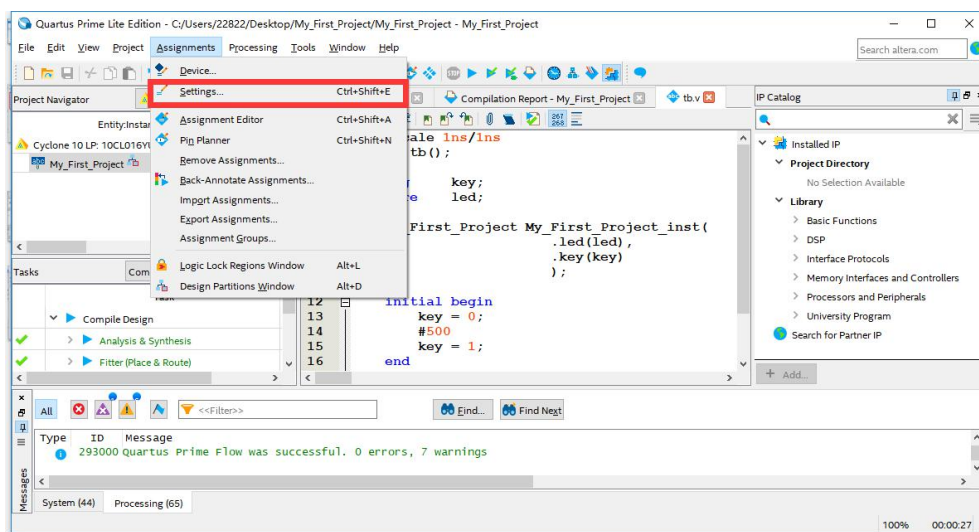 Quartus Prime Lite Edition - C:/Users/22822/Desktop/My_First_Project/My_First_Project - My_First_Project
File Edit View Project Assignments Processing Tools Window Help
Search altera.com
Device...
Settings... Ctrl+Shift+E
Assignment Editor Ctrl+Shift+A
Pin Planner Ctrl+Shift+N
Remove Assignments...
Back-Annotate Assignments...
Import Assignments...
Export Assignments...
Assignment Groups...
Logic Lock Regions Window Alt+L
Design Partitions Window Alt+D
Project Navigator
Entity:Instan
Cyclone 10 LP: 10CL016YU
My_First_Project
Tasks Com
Compile Design
Analysis & Synthesis
Fitter (Place & Route)
Compilation Report - My_First_Project tb.v
267
268
ale 1ns/1ns
tb();
key;
e led;
First_Project My_First_Project_inst(
.led(led),
.key(key)
);
12 initial begin
13 key = 0;
14 #500
15 key = 1;
16 end
IP Catalog
Installed IP
Project Directory
No Selection Available
Library
Basic Functions
DSP
Interface Protocols
Memory Interfaces and Controllers
Processors and Peripherals
University Program
Search for Partner IP
+ Add...
All <<Filter>> Find... Find Next
Type ID Message
293000 Quartus Prime Flow was successful. 0 errors, 7 warnings
Messages
System (44) Processing (65)
100% 00:00:27